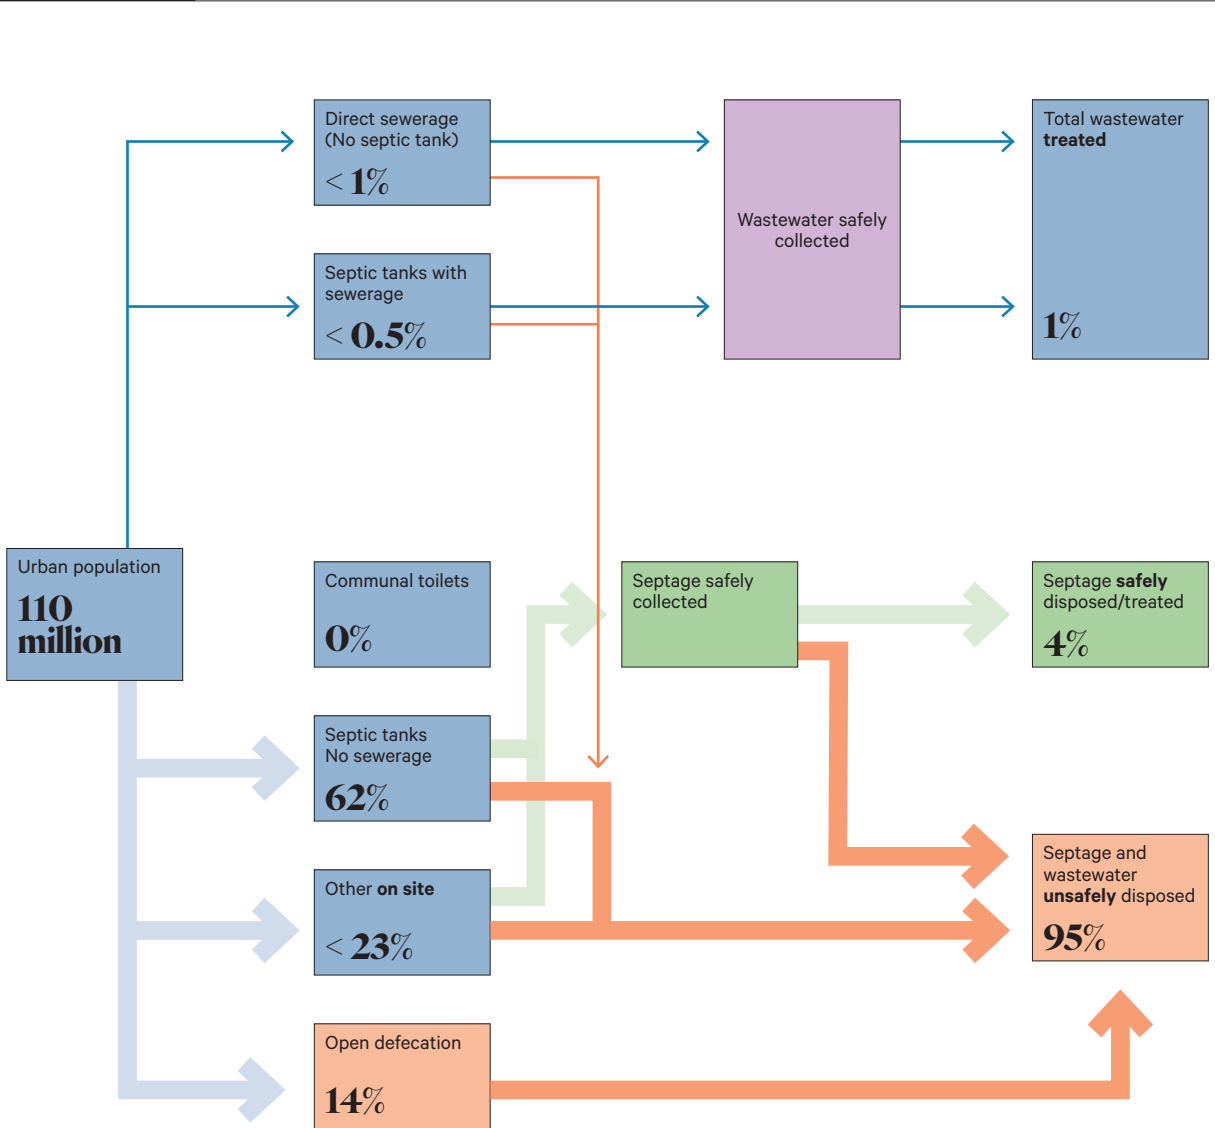 Direct sewerage
(No septic tank)
< 1%
Wastewater safely
collected
Total wastewater
treated
1%
Septic tanks with
sewerage
< 0.5%
Urban population
110
million
Communal toilets
0%
Septage safely
collected
Septage safely
disposed/treated
4%
Septic tanks
No sewerage
62%
Other on site
< 23%
Septage and
wastewater
unsafely disposed
95%
Open defecation
14%